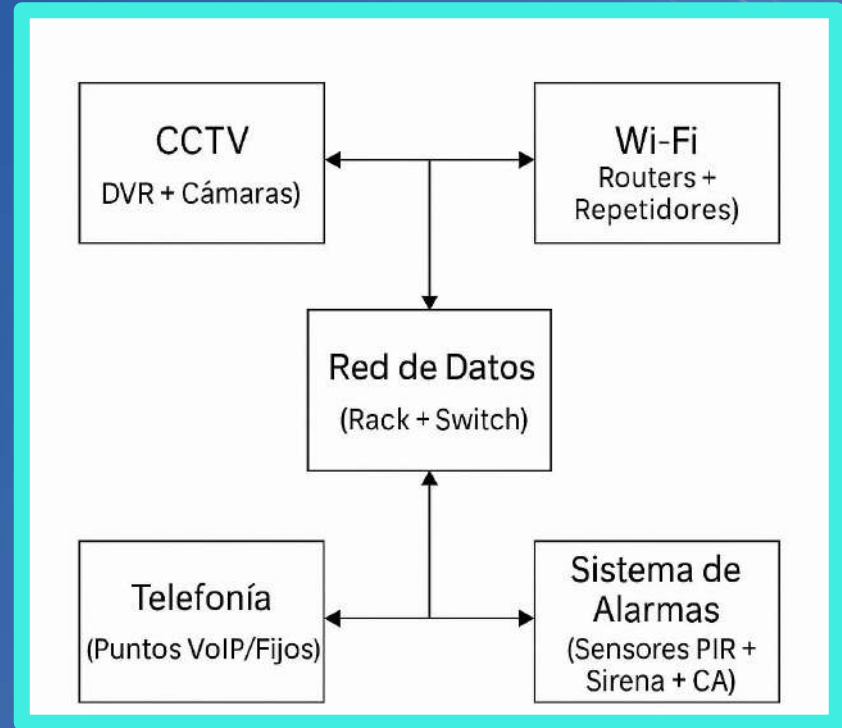 CCTV
DVR + Cámaras)
Wi-Fi
Routers +
Repetidores)
Red de Datos
(Rack + Switch)
Telefonía
(Puntos VoIP/Fijos)
Sistema de
Alarmas
(Sensores PIR +
Sirena + CA)